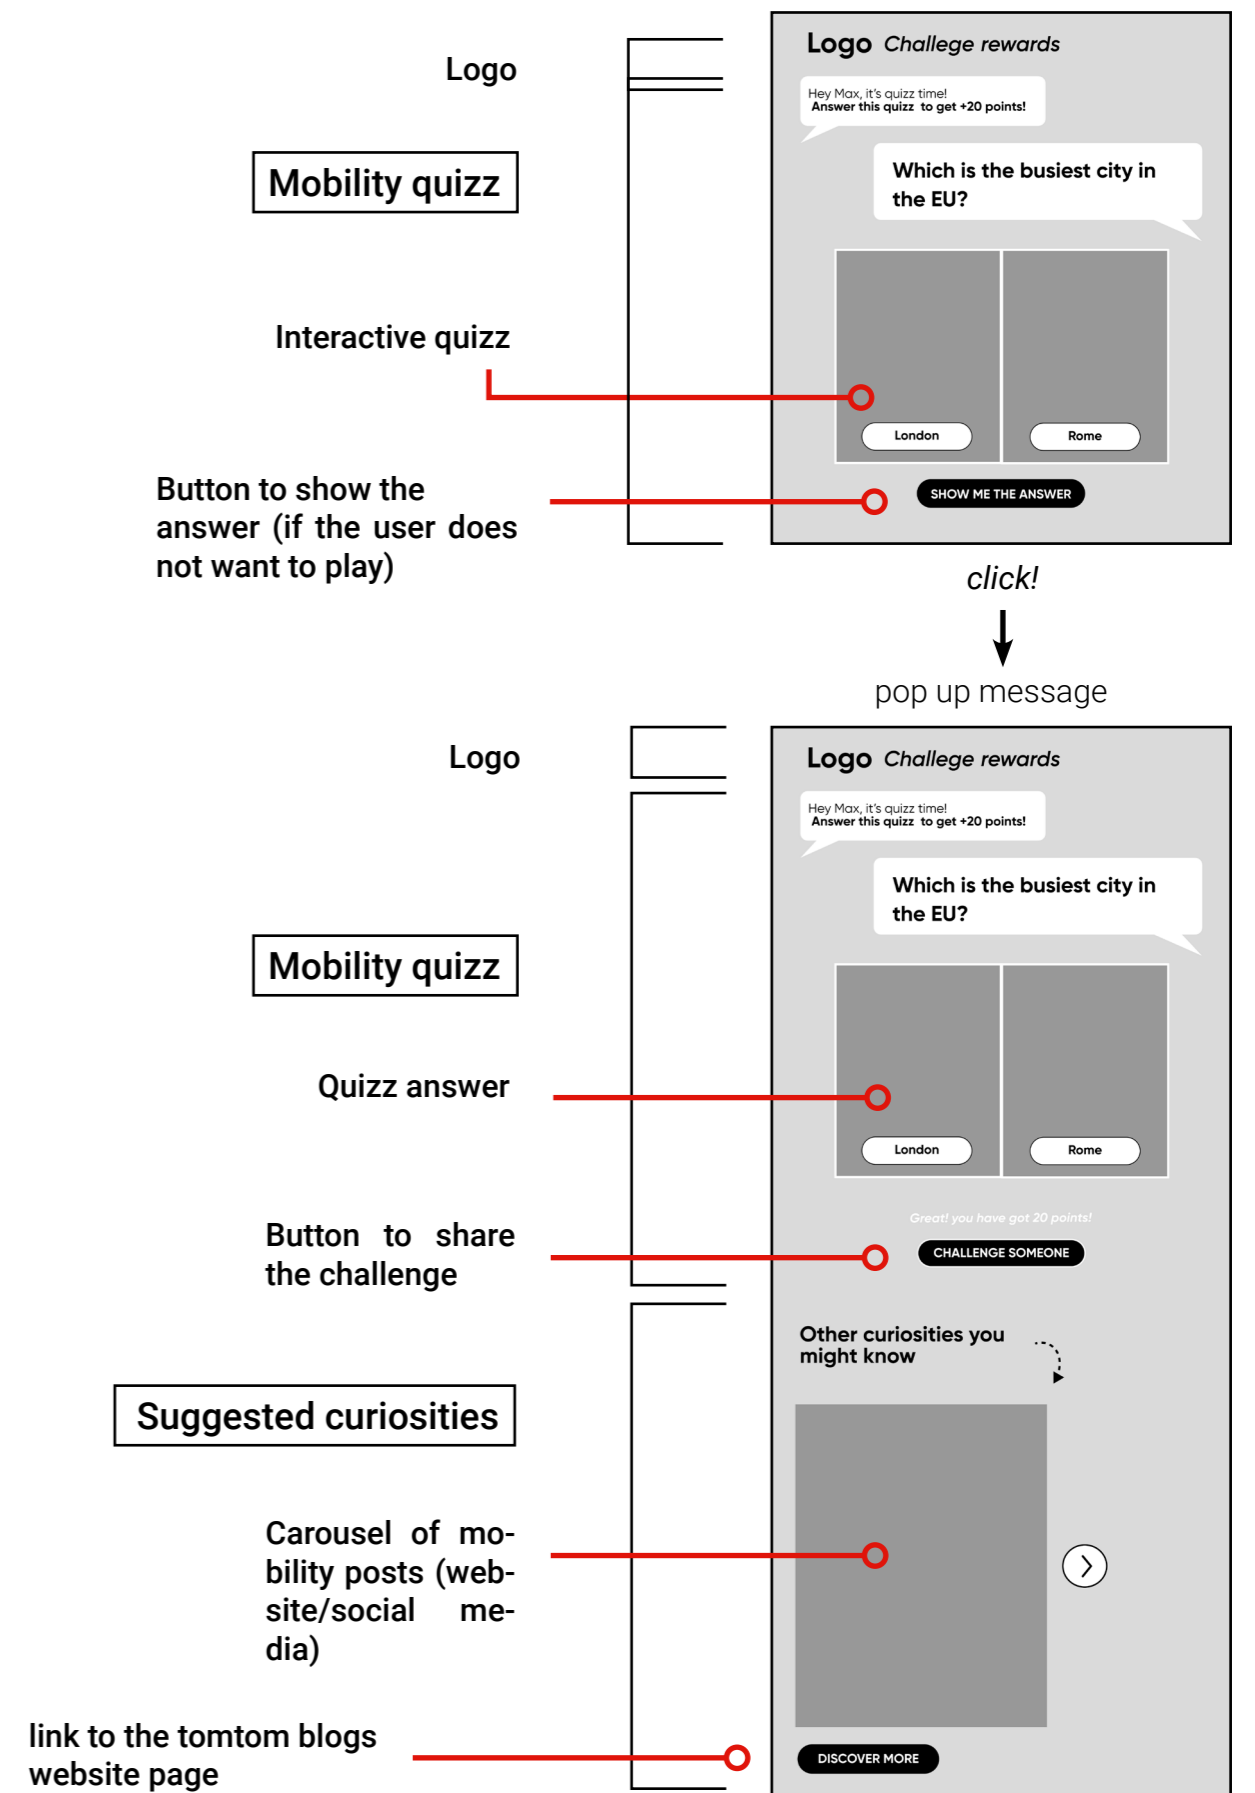 Logo
Logo Challege rewards
Hey Max, it's quizz time!
Answer this quizz to get +20 points!
Mobility quizz
Which is the busiest city in
the EU?
Interactive quizz
London
Rome
Button to show the
answer (if the user does
not want to play)
SHOW ME THE ANSWER
click!
pop up message
Logo
Logo Challege rewards
Hey Max, it's quizz time!
Answer this quizz to get +20 points!
Which is the busiest city in
the EU?
Mobility quizz
Quizz answer
London
Rome
Great! you have got 20 points!
Button to share
the challenge
CHALLENGE SOMEONE
Other curiosities you
might know
Suggested curiosities
Carousel of mo-
bility posts (web-
site/social me-
dia)
link to the tomtom blogs
website page
DISCOVER MORE